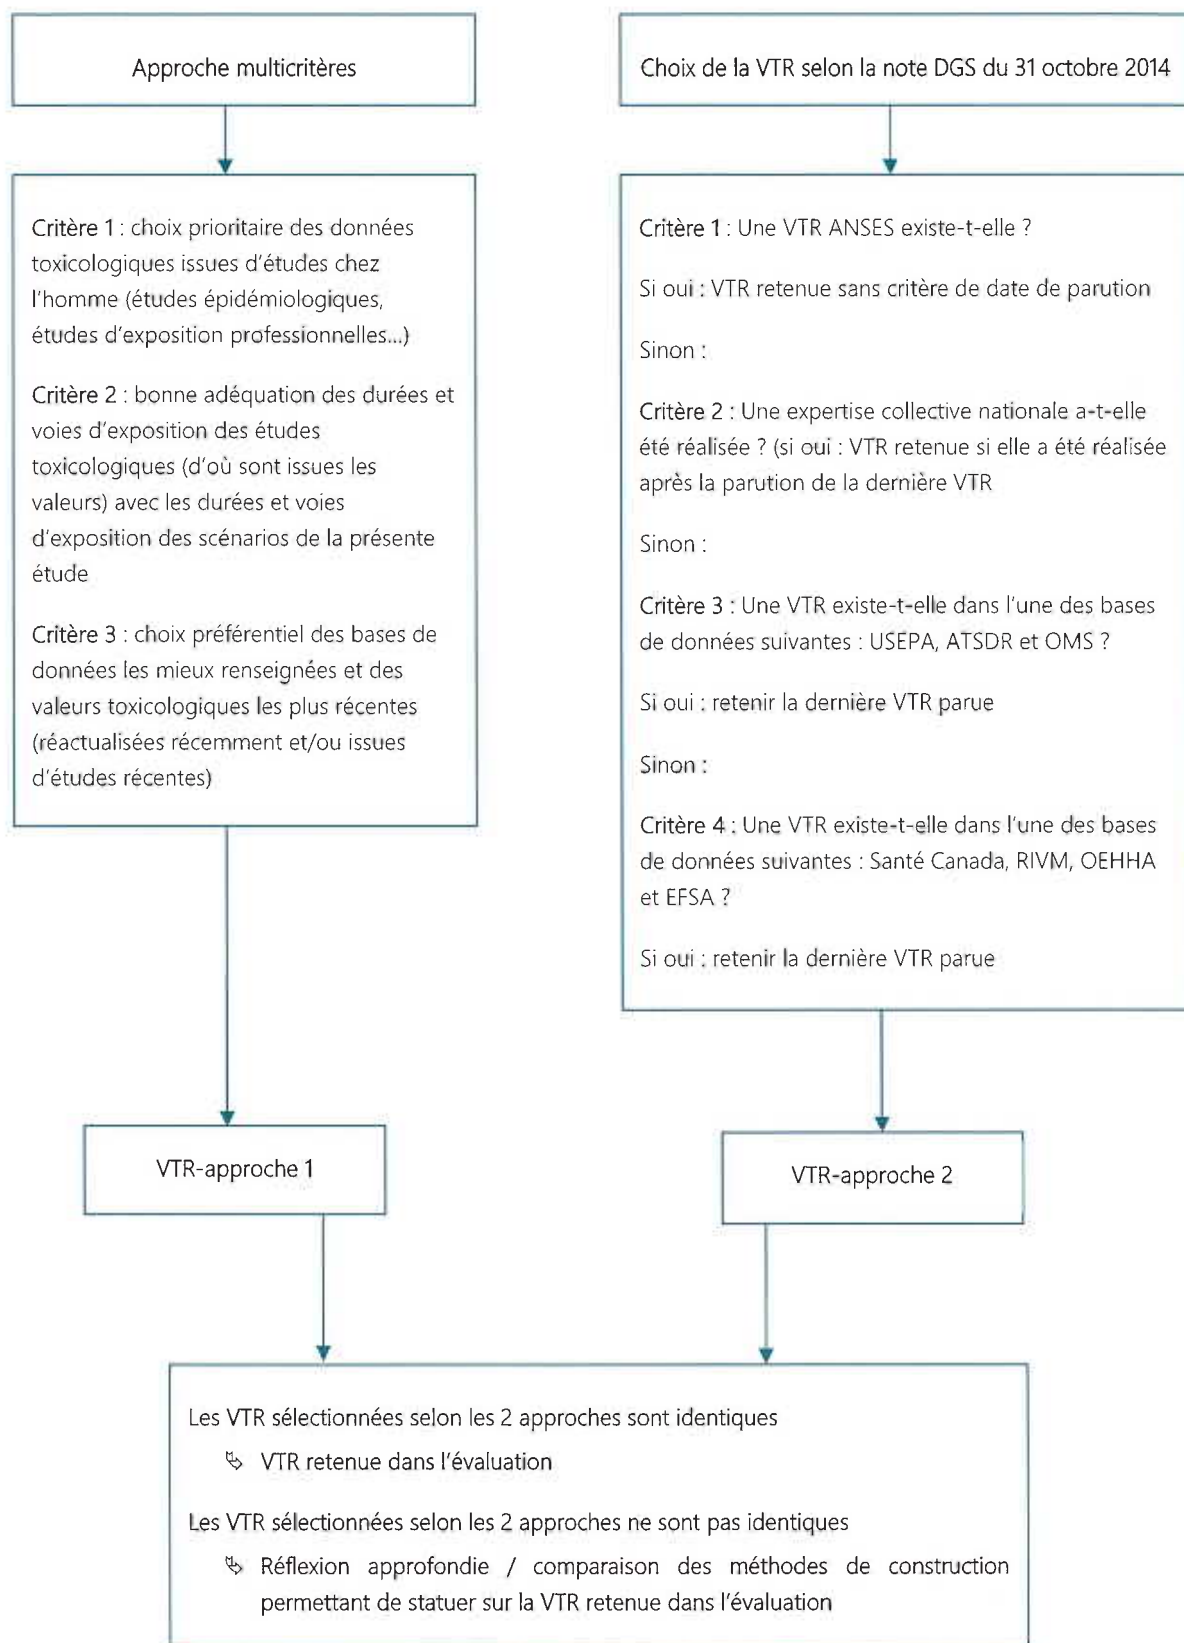 Approche multicritères
Critère 1 : choix prioritaire des données
toxicologiques issues d'études chez
l'homme (études épidémiologiques,
études d'exposition professionnelles...)
Critère 2 : bonne adéquation des durées et
voies d'exposition des études
toxicologiques (d'où sont issues les
valeurs) avec les durées et voies
d'exposition des scénarios de la présente
étude
Critère 3 : choix préférentiel des bases de
données les mieux renseignées et des
valeurs toxicologiques les plus récentes
(réactualisées récemment et/ou issues
d'études récentes)
VTR-approche 1
Choix de la VTR selon la note DGS du 31 octobre 2014
Critère 1 : Une VTR ANSES existe-t-elle ?
Si oui : VTR retenue sans critère de date de parution
Sinon :
Critère 2 : Une expertise collective nationale a-t-elle
été réalisée ? (si oui : VTR retenue si elle a été réalisée
après la parution de la dernière VTR
Sinon :
Critère 3 : Une VTR existe-t-elle dans l'une des bases
de données suivantes : USEPA, ATSDR et OMS ?
Si oui : retenir la dernière VTR parue
Sinon :
Critère 4 : Une VTR existe-t-elle dans l'une des bases
de données suivantes : Santé Canada, RIVM, OEHHA
et EFSA ?
Si oui : retenir la dernière VTR parue
VTR-approche 2
Les VTR sélectionnées selon les 2 approches sont identiques
VTR retenue dans l'évaluation
Les VTR sélectionnées selon les 2 approches ne sont pas identiques
Réflexion approfondie / comparaison des méthodes de construction
permettant de statuer sur la VTR retenue dans l'évaluation